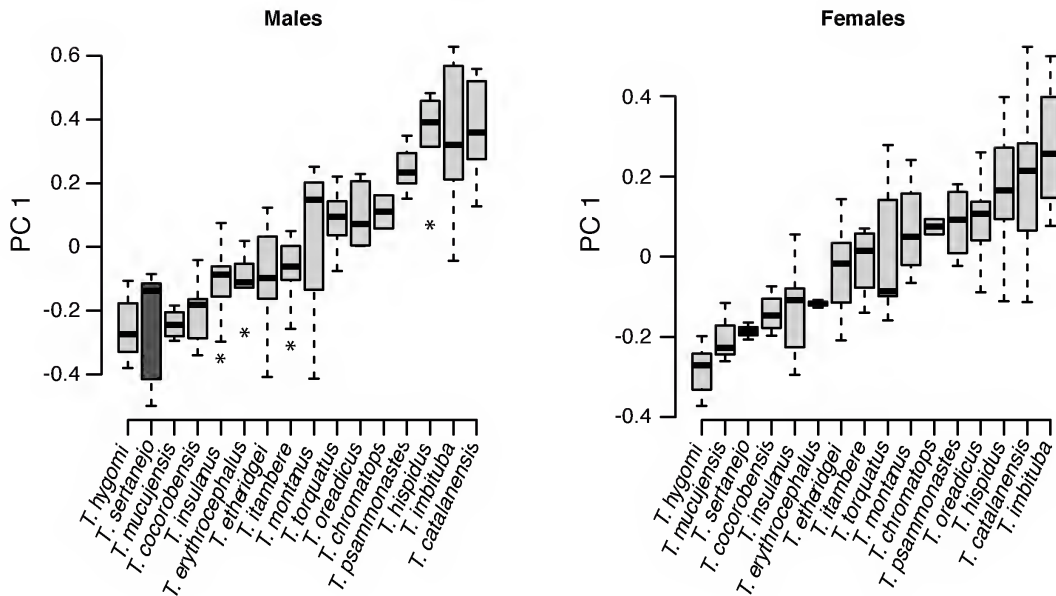 Males
Females
PC 1
0.6
0.4
0.2
0
-0.2
-0.4
*
*
*
*
T. hygomi
T. sertanejo
T. mucujensis
T. cocorobensis
T. insulanus
T. erythrocephalus
T. etheridgei
T. itambere
T. montanus
T. torquatus
T. oreadicus
T. chromatops
T. psammonastes
T. hispidus
T. imbituba
T. catalanensis
PC 1
0.4
0.2
0
-0.2
-0.4
T. hygomi
T. mucujensis
T. sertanejo
T. cocorobensis
T. insulanus
T. erythrocephalus
T. etheridgei
T. itambere
T. torquatus
T. montanus
T. chromatops
T. psammonastes
T. oreadicus
T. hispidus
T. catalanensis
T. imbituba